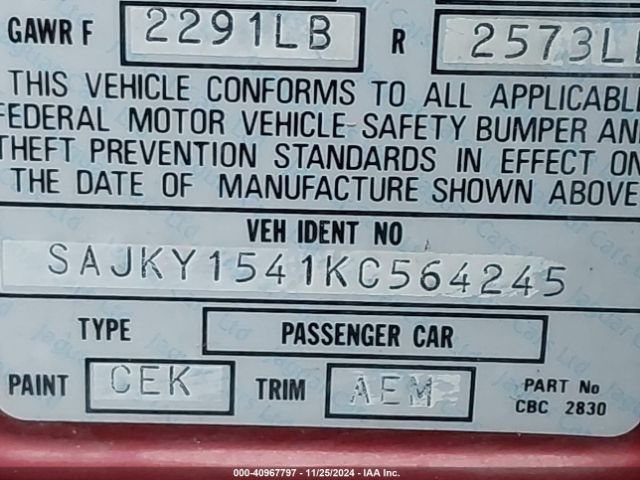 GAWR F 2291LB R 2573L
THIS VEHICLE CONFORMS TO ALL APPLICABL
FEDERAL MOTOR VEHICLE SAFETY BUMPER AN
THEFT PREVENTION STANDARDS IN EFFECT ON
THE DATE OF MANUFACTURE SHOWN ABOVE
VEH IDENT NO
SAJKY1541KC564245
TYPE PASSENGER CAR
PAINT CEK TRIM AEM PART No
CBC 2830
000-40967797 - 11/25/2024 - IAA Inc.